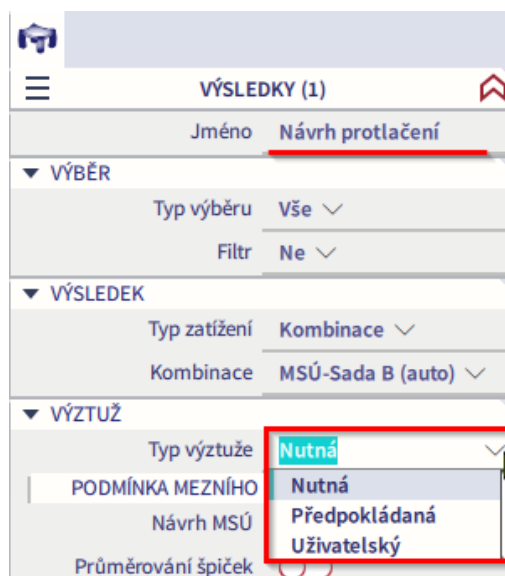 VÝSLEDKY (1)
Jméno Návrh protlačení
VÝBĚR
Typ výběru Vše
Filtr Ne
VÝSLEDEK
Typ zatížení Kombinace
Kombinace MSÚ-Sada B (auto)
VÝZTUŽ
Typ výztuže Nutná
PODMÍNKA MEZNÍHO Nutná
Návrh MSÚ Předpokládaná
Uživatelský
Průměrování špiček